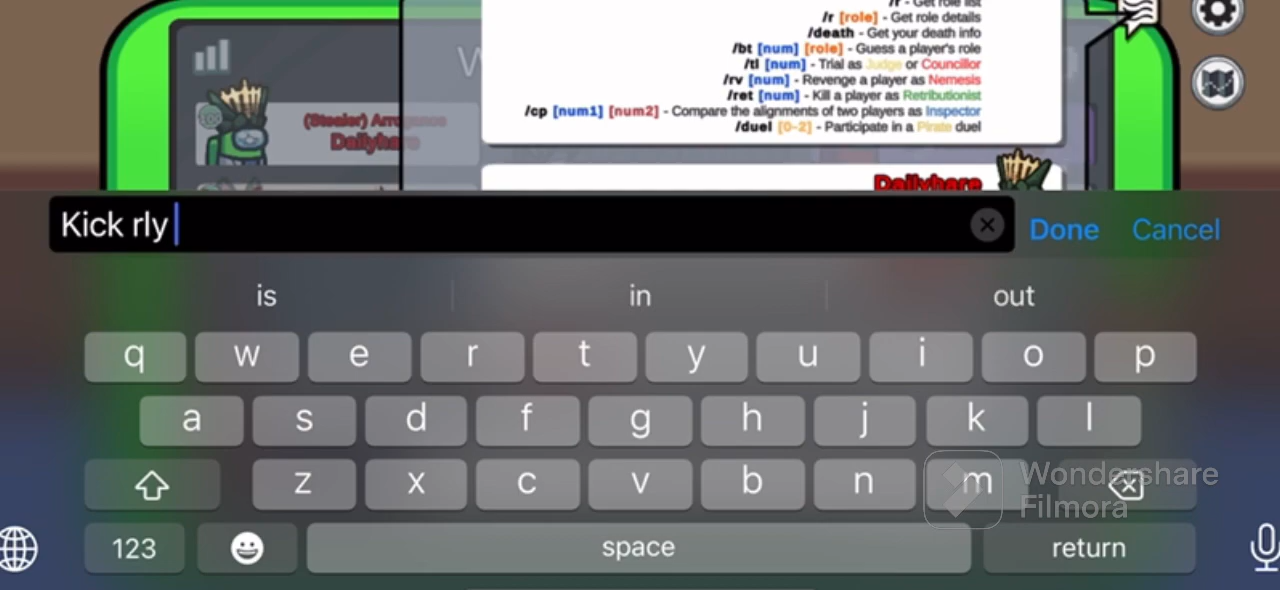 /r - Get role list
/r [role] - Get role details
/death - Get your death info
/bt [num] [role] - Guess a player's role
/tl [num] - Trial as Judge or Councillor
/rv [num] - Revenge a player as Nemesis
/ret [num] - Kill a player as Retributionist
/cp [num1] [num2] - Compare the alignments of two players as Inspector
/duel [0-2] - Participate in a Pirate duel
(Stealer) Arrogance
Dailyhare
Dailyhare
Kick rly
Done Cancel
is in out
q w e r t y u i o p
a s d f g h j k l
z x c v b n m
Wondershare
Filmora
123 space return